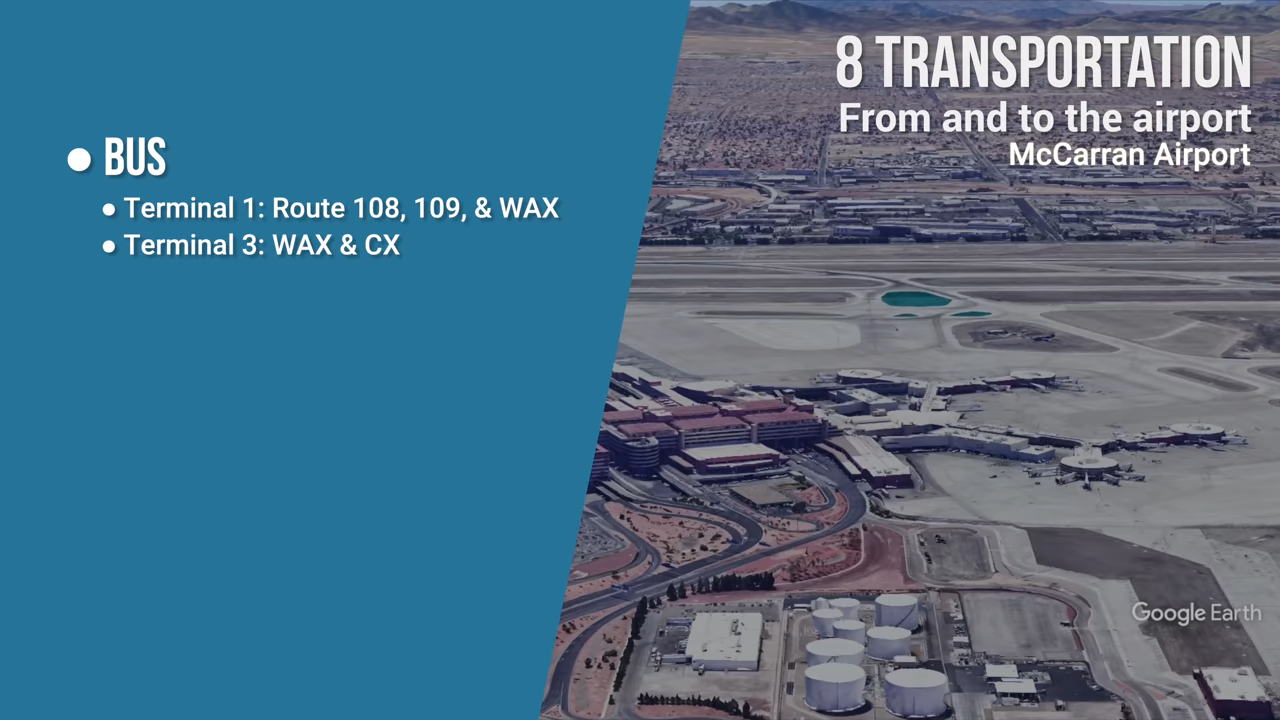 8 TRANSPORTATION
From and to the airport
McCarran Airport
BUS
Terminal 1: Route 108, 109, & WAX
Terminal 3: WAX & CX
Google Earth